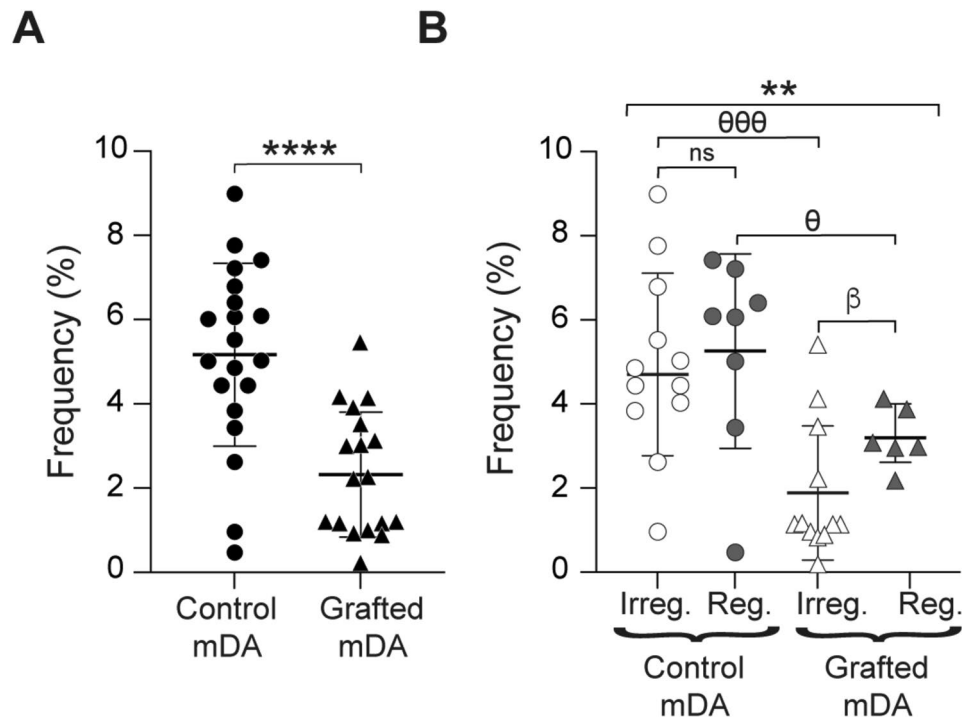 A
B
Frequency (%)
10
8
6
4
2
0
****
Control
mDA
Grafted
mDA
Frequency (%)
10
8
6
4
2
0
**
θθθ
ns
θ
β
Irreg. Reg. Irreg. Reg.
Control
mDA
Grafted
mDA